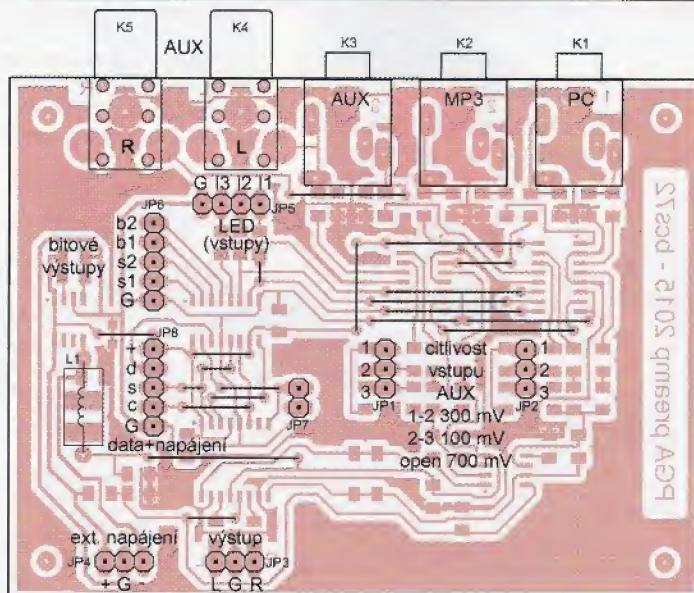 K5 AUX K4 K3 K2 K1
AUX MP3 PC
1
R L
G I3 I2 I1
JP6 JP5
LED
(vstupy)
b2
b1
s2
s1
G
bitové
výstupy
JP8
+
d
s
c
G
L1
JP7
data+napájení
1
2
3
JP1
citlivost
vstupu
AUX
1-2 300 mV
2-3 100 mV
open 700 mV
1
2
3
JP2
PGA preamp 2015 - bcs72
ext. napájení
JP4
+ G -
výstup
JP3
L G R